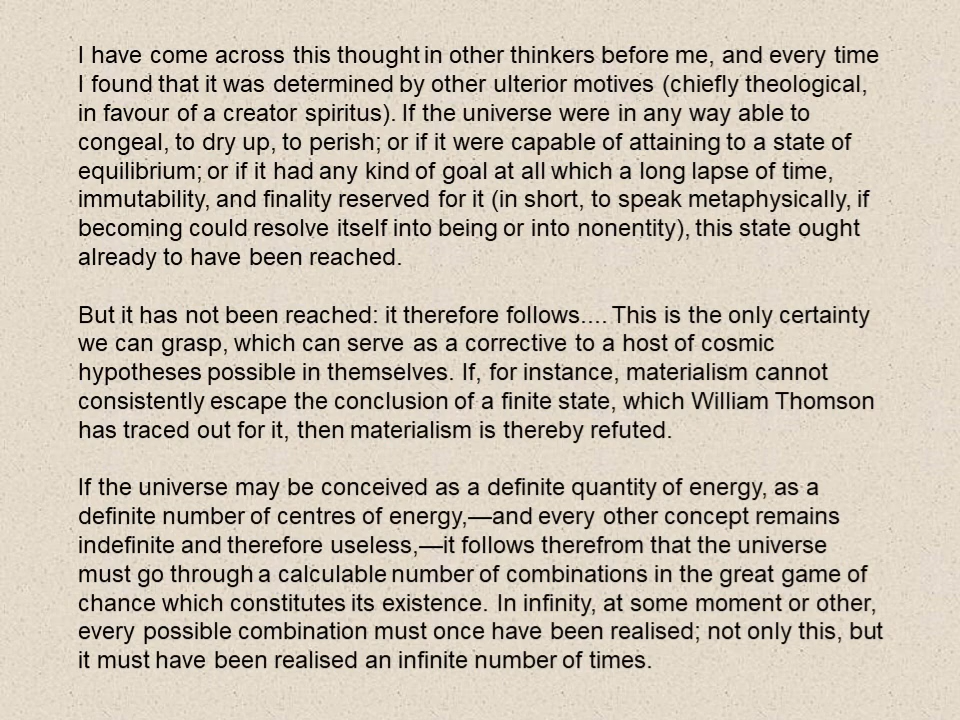 I have come across this thought in other thinkers before me, and every time
I found that it was determined by other ulterior motives (chiefly theological,
in favour of a creator spiritus). If the universe were in any way able to
congeal, to dry up, to perish; or if it were capable of attaining to a state of
equilibrium; or if it had any kind of goal at all which a long lapse of time,
immutability, and finality reserved for it (in short, to speak metaphysically, if
becoming could resolve itself into being or into nonentity), this state ought
already to have been reached.

But it has not been reached: it therefore follows.... This is the only certainty
we can grasp, which can serve as a corrective to a host of cosmic
hypotheses possible in themselves. If, for instance, materialism cannot
consistently escape the conclusion of a finite state, which William Thomson
has traced out for it, then materialism is thereby refuted.

If the universe may be conceived as a definite quantity of energy, as a
definite number of centres of energy,—and every other concept remains
indefinite and therefore useless,—it follows therefrom that the universe
must go through a calculable number of combinations in the great game of
chance which constitutes its existence. In infinity, at some moment or other,
every possible combination must once have been realised; not only this, but
it must have been realised an infinite number of times.